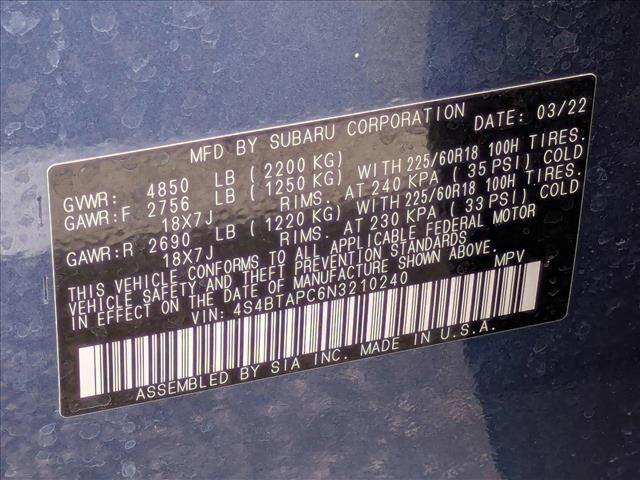 MFD BY SUBARU CORPORATION DATE: 03/22
GVWR: 4850 LB ( 2200 KG)
GAWR:F 2756 LB ( 1250 KG) WITH 225/60R18 100H TIRES.
18X7J RIMS. AT 240 KPA ( 35 PSI) COLD
GAWR:R 2690 LB ( 1220 KG) WITH 225/60R18 100H TIRES.
18X7J RIMS. AT 230 KPA ( 33 PSI) COLD
THIS VEHICLE CONFORMS TO ALL APPLICABLE FEDERAL MOTOR
VEHICLE SAFETY AND THEFT PREVENTION STANDARDS
IN EFFECT ON THE DATE OF MANUFACTURE SHOWN ABOVE.
VIN: 4S4BTAPC6N3210240 MPV
ASSEMBLED BY SIA INC. MADE IN U.S.A.